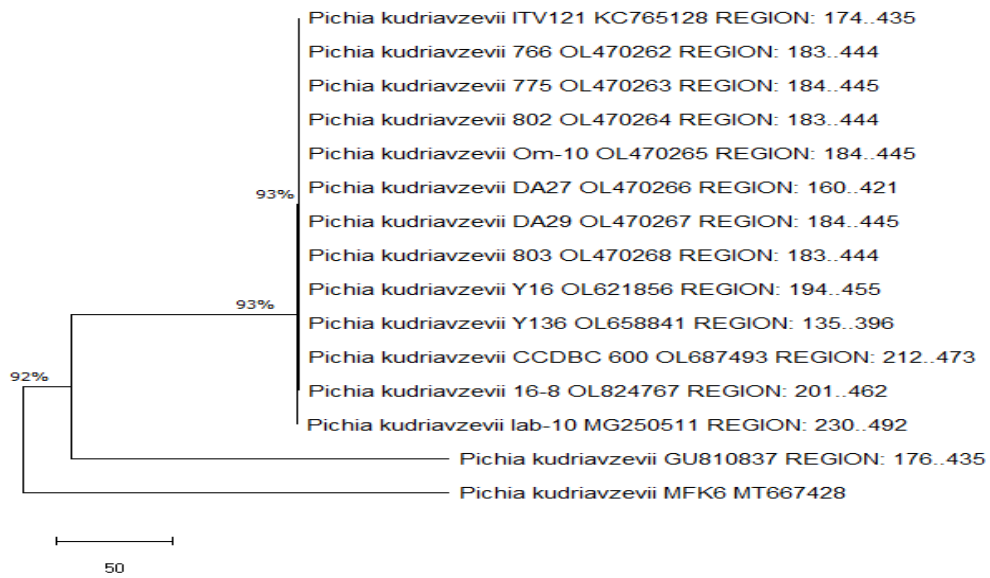 Pichia kudriavzevii ITV121 KC765128 REGION: 174..435
Pichia kudriavzevii 766 OL470262 REGION: 183..444
Pichia kudriavzevii 775 OL470263 REGION: 184..445
Pichia kudriavzevii 802 OL470264 REGION: 183..444
Pichia kudriavzevii Om-10 OL470265 REGION: 184..445
Pichia kudriavzevii DA27 OL470266 REGION: 160..421
93%
Pichia kudriavzevii DA29 OL470267 REGION: 184..445
Pichia kudriavzevii 803 OL470268 REGION: 183..444
Pichia kudriavzevii Y16 OL621856 REGION: 194..455
93%
Pichia kudriavzevii Y136 OL658841 REGION: 135..396
Pichia kudriavzevii CCDBC 600 OL687493 REGION: 212..473
92%
Pichia kudriavzevii 16-8 OL824767 REGION: 201..462
Pichia kudriavzevii lab-10 MG250511 REGION: 230..492
Pichia kudriavzevii GU810837 REGION: 176..435
Pichia kudriavzevii MFK6 MT667428
50